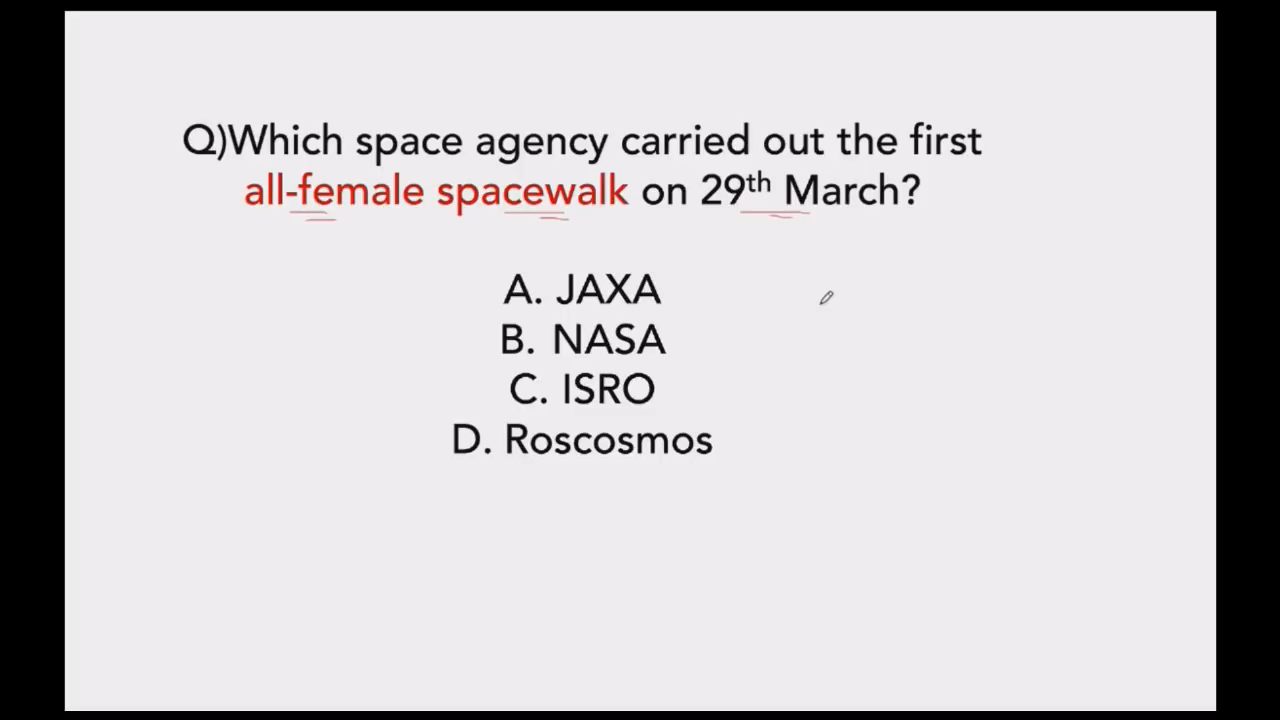 Q)Which space agency carried out the first
all-female spacewalk on 29th March?
A. JAXA
B. NASA
C. ISRO
D. Roscosmos